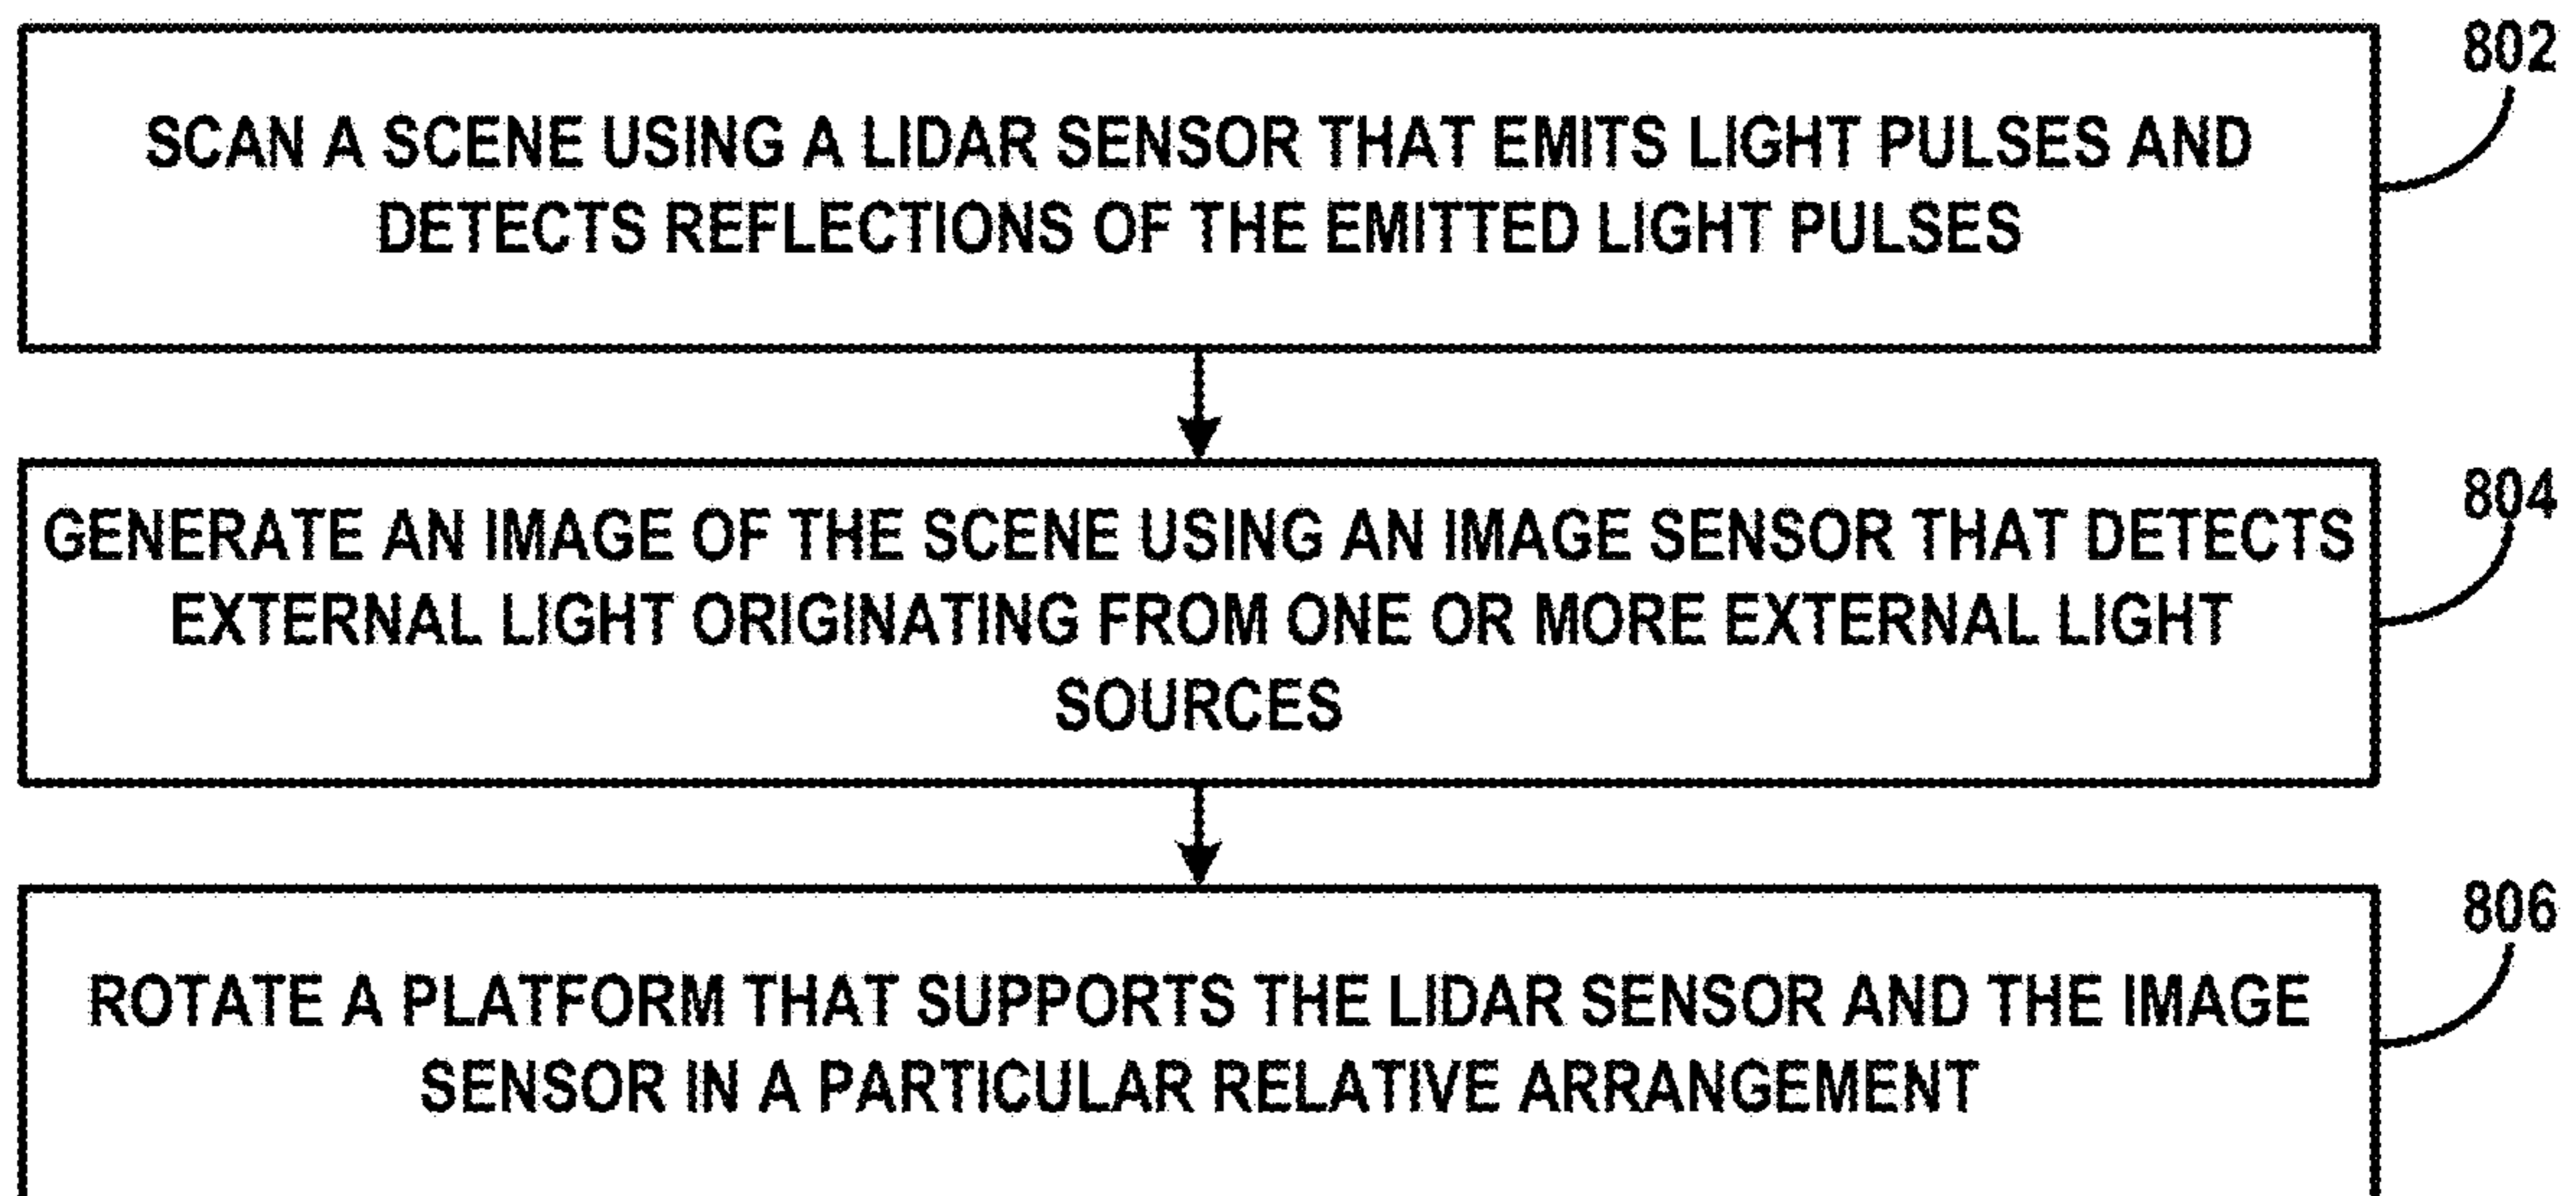 802
SCAN A SCENE USING A LIDAR SENSOR THAT EMITS LIGHT PULSES AND
DETECTS REFLECTIONS OF THE EMITTED LIGHT PULSES
804
GENERATE AN IMAGE OF THE SCENE USING AN IMAGE SENSOR THAT DETECTS
EXTERNAL LIGHT ORIGINATING FROM ONE OR MORE EXTERNAL LIGHT
SOURCES
806
ROTATE A PLATFORM THAT SUPPORTS THE LIDAR SENSOR AND THE IMAGE
SENSOR IN A PARTICULAR RELATIVE ARRANGEMENT